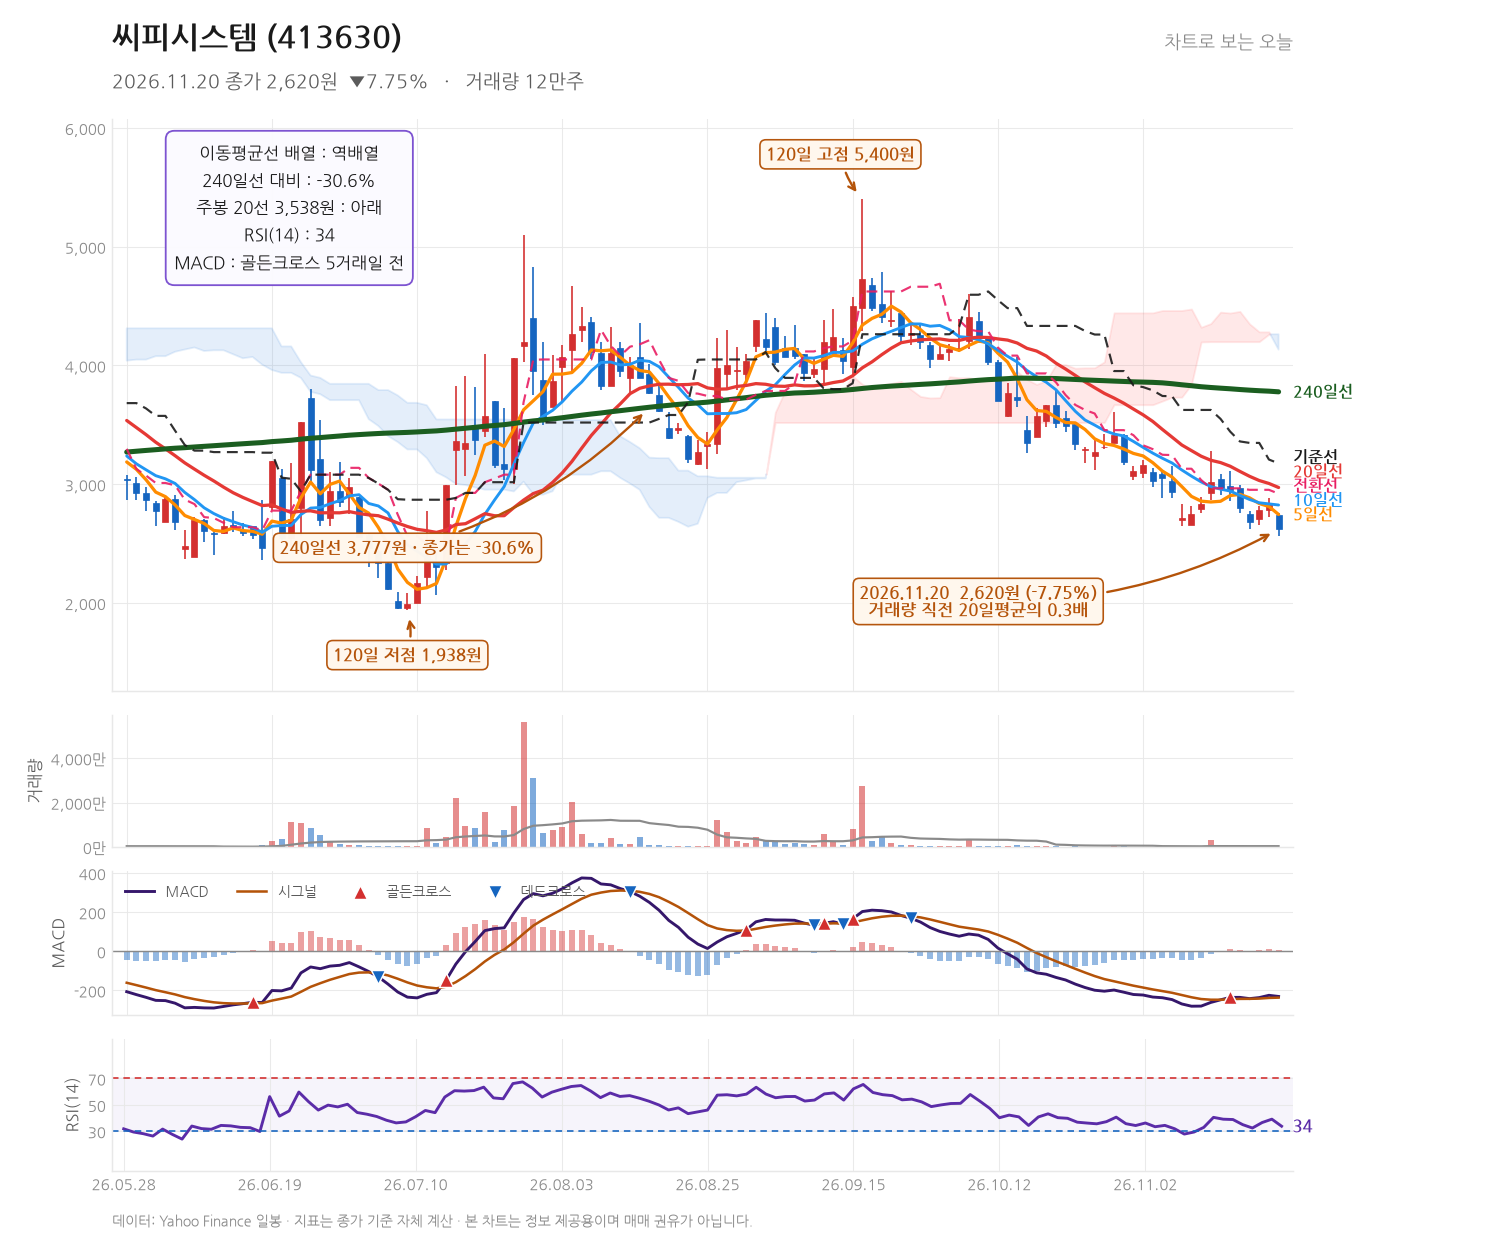 씨피시스템 (413630)
차트로 보는 오늘
2026.11.20 종가 2,620원 ▼7.75% · 거래량 12만주
6,000
5,000
4,000
3,000
2,000
이동평균선 배열 : 역배열
240일선 대비 : -30.6%
주봉 20선 3,538원 : 아래
RSI(14) : 34
MACD : 골든크로스 5거래일 전
120일 고점 5,400원
240일선 3,777원 · 종가는 -30.6%
120일 저점 1,938원
2026.11.20 2,620원 (-7.75%)
거래량 직전 20일평균의 0.3배
240일선
기준선
20일선
전환선
10일선
5일선
거래량
4,000만
2,000만
0만
MACD
400
200
0
-200
MACD
시그널
골든크로스
데드크로스
RSI(14)
70
50
30
34
26.05.28
26.06.19
26.07.10
26.08.03
26.08.25
26.09.15
26.10.12
26.11.02
데이터: Yahoo Finance 일봉 · 지표는 종가 기준 자체 계산 · 본 차트는 정보 제공용이며 매매 권유가 아닙니다.